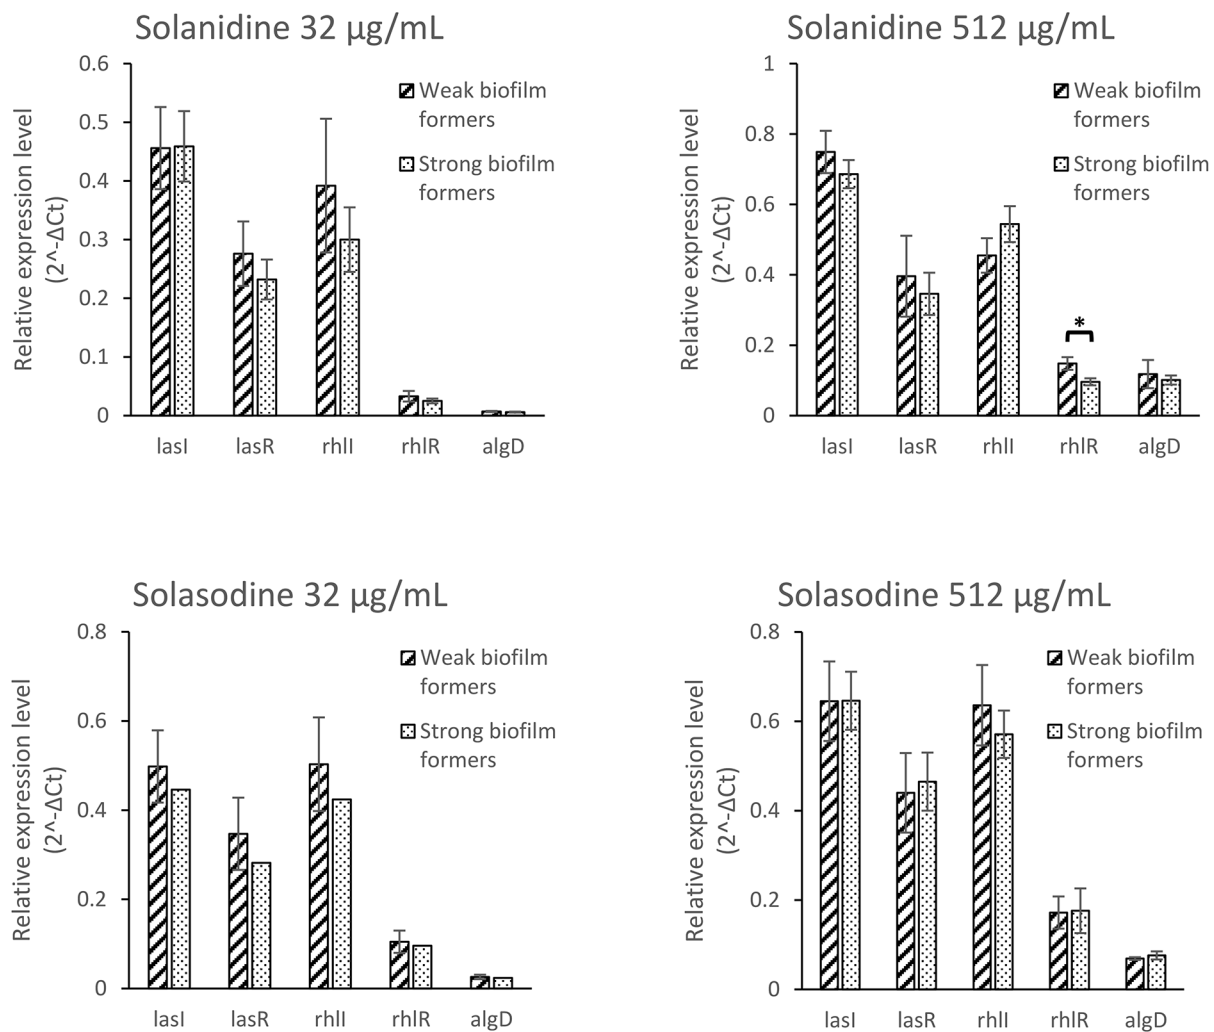 Solanidine 32 µg/mL
Relative expression level
(2^-ΔCt)
0.6
0.5
0.4
0.3
0.2
0.1
0
Weak biofilm
formers
Strong biofilm
formers
lasI
lasR
rhlI
rhlR
algD
Solanidine 512 µg/mL
Relative expression level
(2^-ΔCt)
1
0.8
0.6
0.4
0.2
0
Weak biofilm
formers
Strong biofilm
formers
*
lasI
lasR
rhlI
rhlR
algD
Solasodine 32 µg/mL
Relative expression level
(2^-ΔCt)
0.8
0.6
0.4
0.2
0
Weak biofilm
formers
Strong biofilm
formers
lasI
lasR
rhlI
rhlR
algD
Solasodine 512 µg/mL
Relative expression level
(2^-ΔCt)
0.8
0.6
0.4
0.2
0
Weak biofilm
formers
Strong biofilm
formers
lasI
lasR
rhlI
rhlR
algD